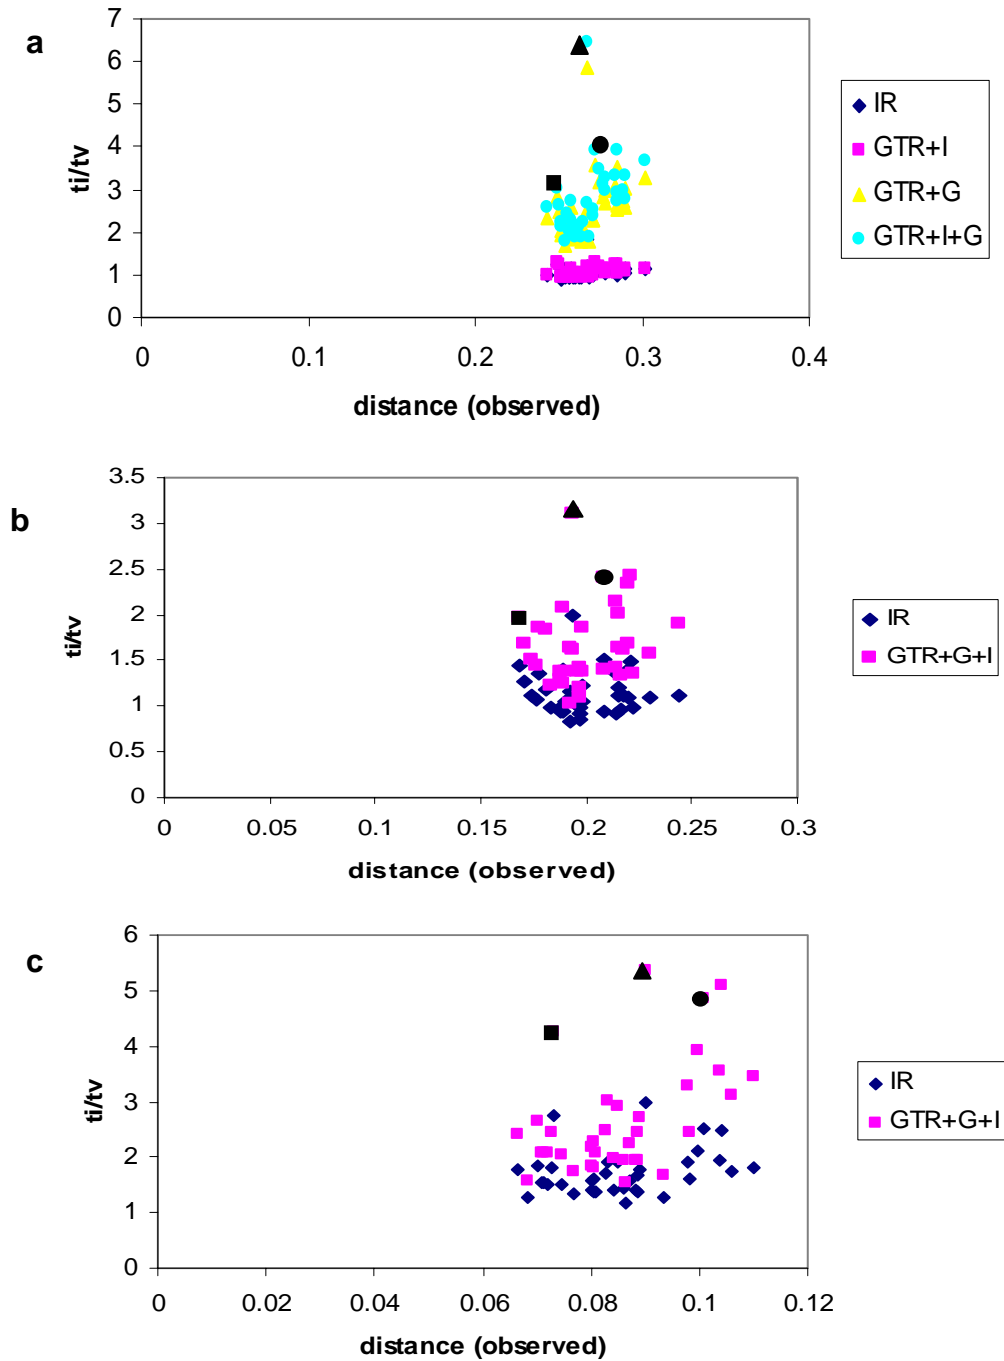 a
7
6
5
4
3
2
1
0
ti/tv
0 0.1 0.2 0.3 0.4
distance (observed)
IR
GTR+I
GTR+G
GTR+I+G
b
3.5
3
2.5
2
1.5
1
0.5
0
ti/tv
0 0.05 0.1 0.15 0.2 0.25 0.3
distance (observed)
IR
GTR+G+I
c
6
5
4
3
2
1
0
ti/tv
0 0.02 0.04 0.06 0.08 0.1 0.12
distance (observed)
IR
GTR+G+I